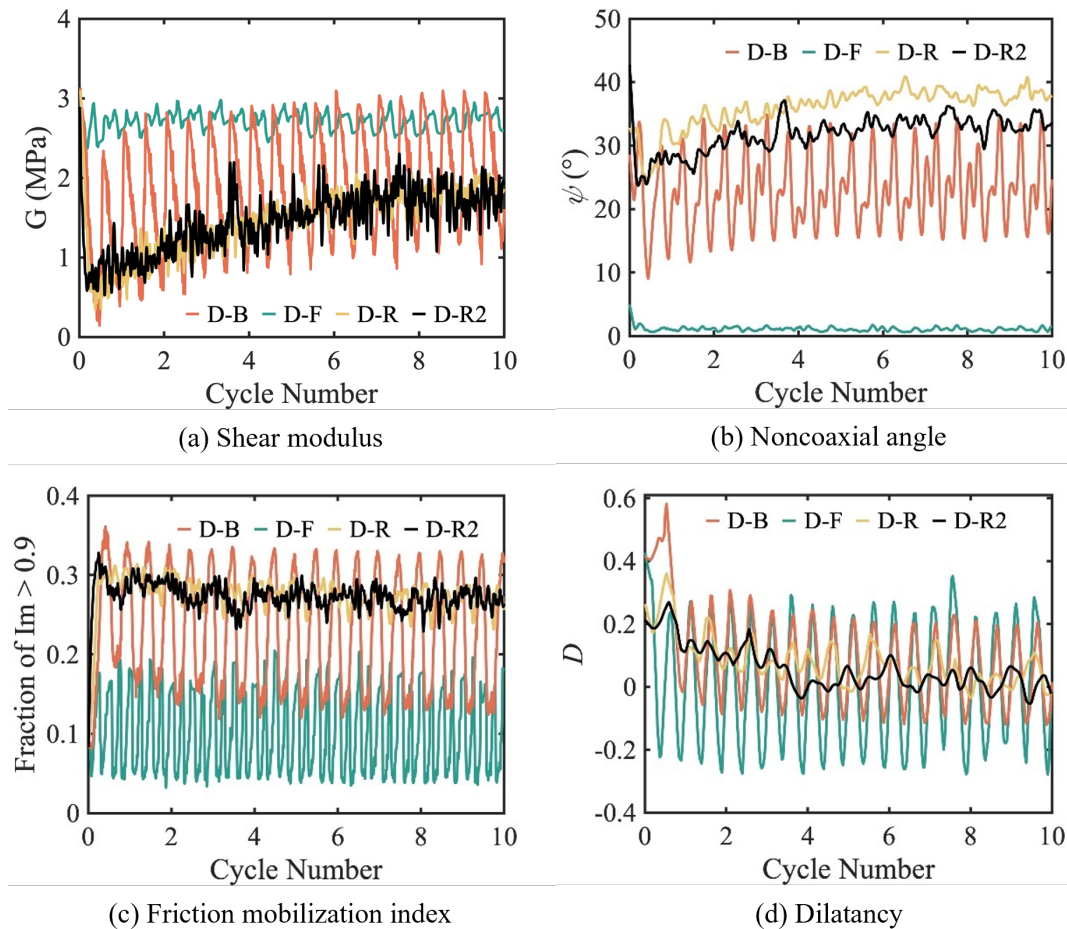 4
3
2
1
0
G (MPa)
D-B D-F D-R D-R2
0 2 4 6 8 10
Cycle Number
(a) Shear modulus
50
40
30
20
10
0
ψ (°)
D-B D-F D-R D-R2
0 2 4 6 8 10
Cycle Number
(b) Noncoaxial angle
0.4
0.3
0.2
0.1
0
Fraction of Im > 0.9
D-B D-F D-R D-R2
0 2 4 6 8 10
Cycle Number
(c) Friction mobilization index
0.6
0.4
0.2
0
-0.2
-0.4
D
D-B D-F D-R D-R2
0 2 4 6 8 10
Cycle Number
(d) Dilatancy